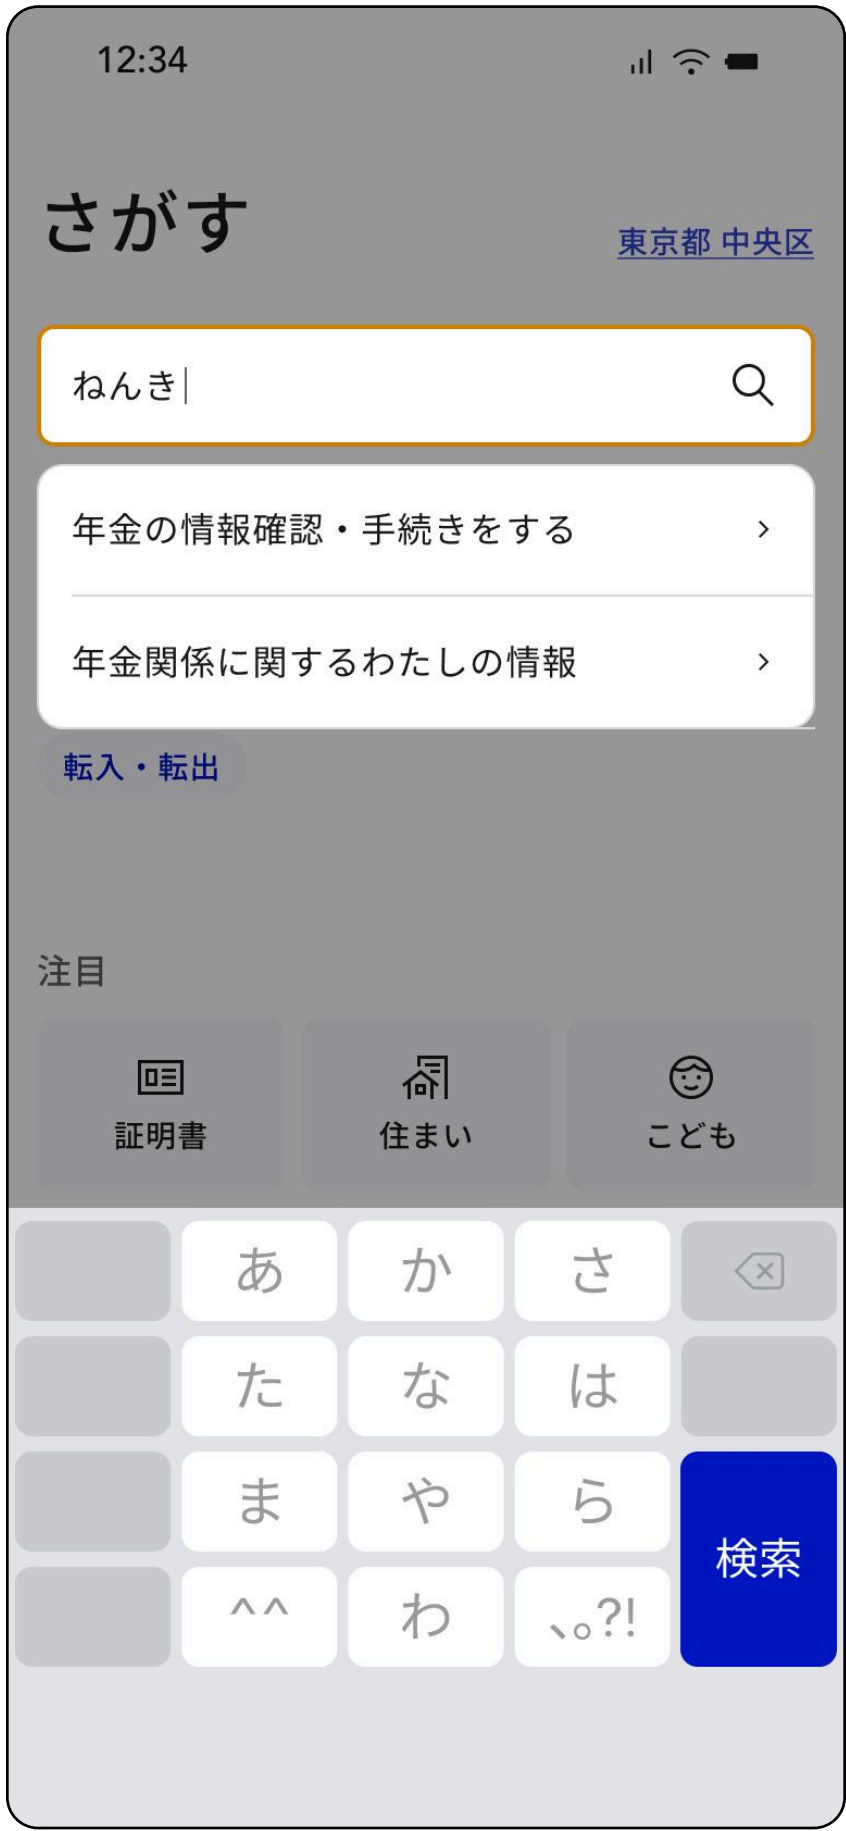 12:34
さがす
東京都 中央区
ねんき
年金の情報確認・手続きをする
年金関係に関するわたしの情報
転入・転出
注目
証明書 住まい こども
あ か さ
た な は
ま や ら
検索
^^ わ 、。?!